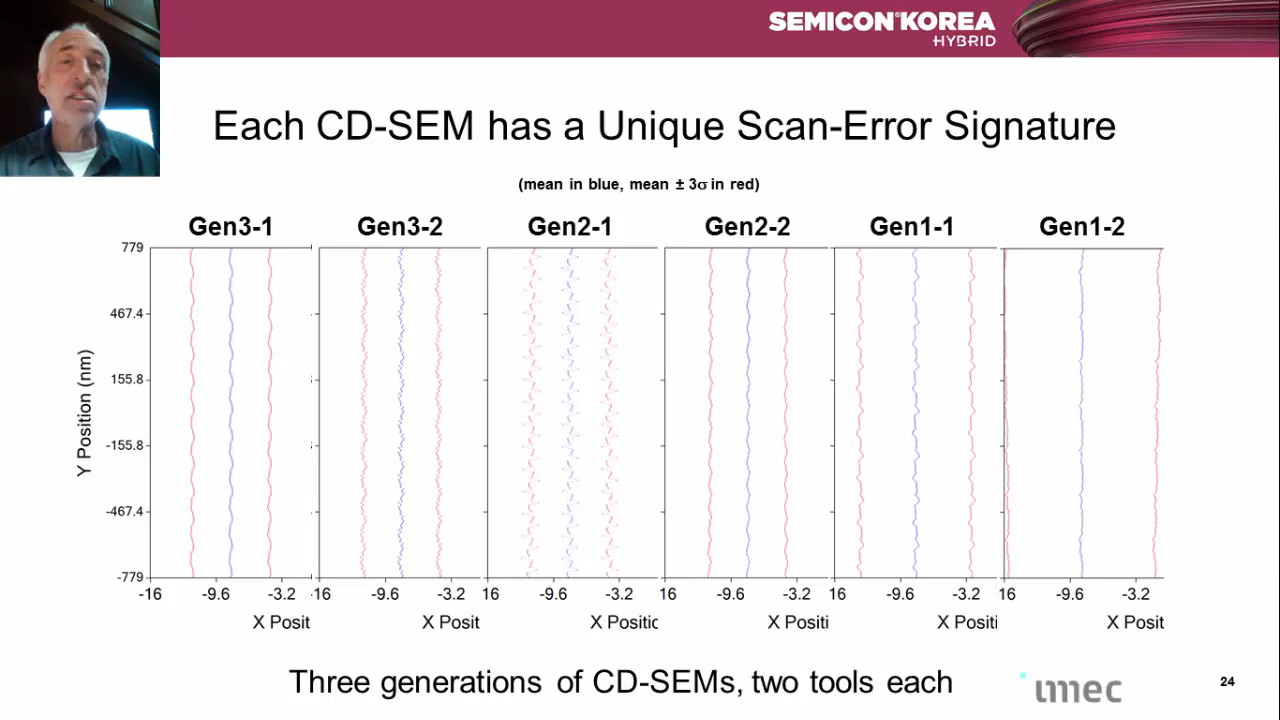 SEMICON KOREA
HYBRID
Each CD-SEM has a Unique Scan-Error Signature
(mean in blue, mean ± 3σ in red)
Gen3-1 Gen3-2 Gen2-1 Gen2-2 Gen1-1 Gen1-2
779
467.4
155.8
-155.8
-467.4
-779
Y Position (nm)
-16 -9.6 -3.2 16 -9.6 -3.2 16 -9.6 -3.2 16 -9.6 -3.2 16 -9.6 -3.2 16 -9.6 -3.2
X Posit X Posit X Positic X Positi X Positi X Posit
Three generations of CD-SEMs, two tools each
imec
24